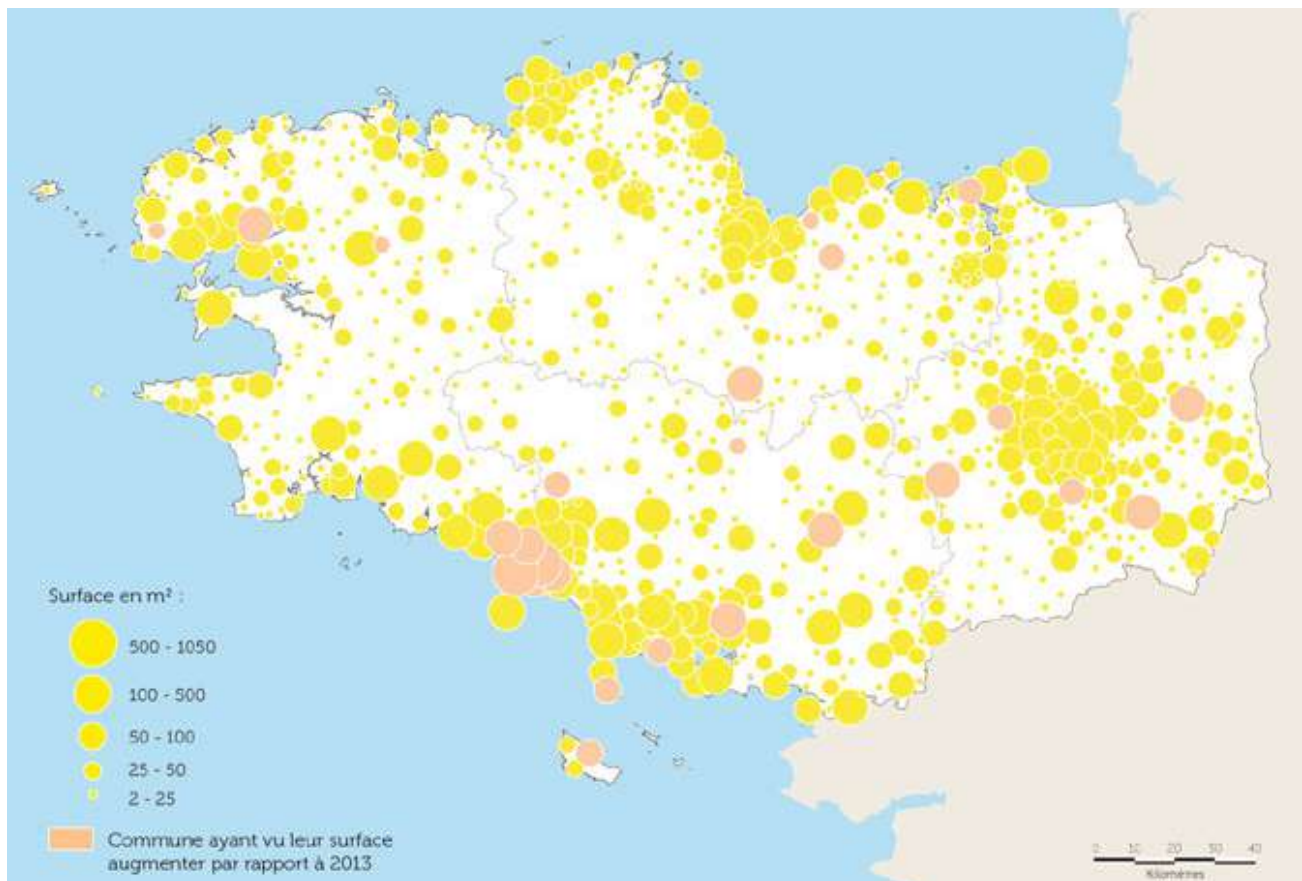 Surface en m² :
500 - 1050
100 - 500
50 - 100
25 - 50
2 - 25
Commune ayant vu leur surface
augmenter par rapport à 2013
0 10 20 30 40
Kilomètres